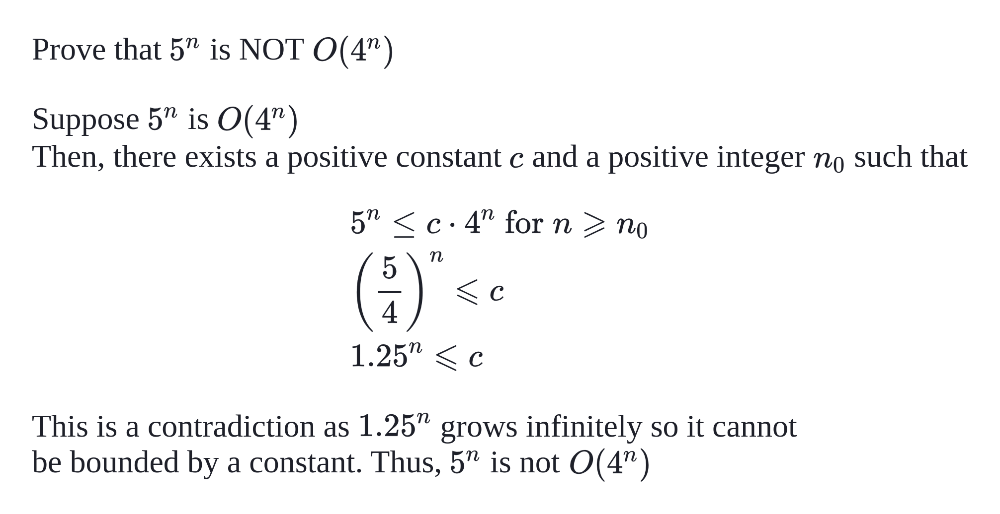 Prove that $5^n$ is NOT $O(4^n)$
Suppose $5^n$ is $O(4^n)$
Then, there exists a positive constant $c$ and a positive integer $n_0$ such that
$5^n \leq c \cdot 4^n \text{ for } n \geqslant n_0$
$\left(\frac{5}{4}\right)^n \leqslant c$
$1.25^n \leqslant c$
This is a contradiction as $1.25^n$ grows infinitely so it cannot
be bounded by a constant. Thus, $5^n$ is not $O(4^n)$